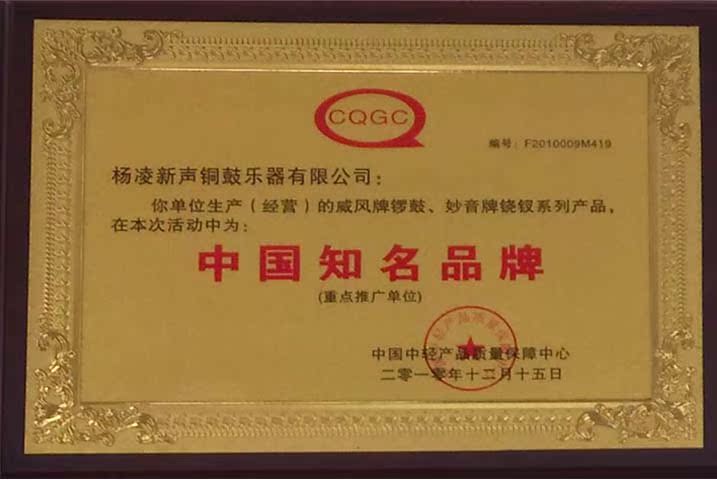 CQGC
编号：F2010009M419
杨凌新声铜鼓乐器有限公司：
你单位生产（经营）的威风牌锣鼓、妙音牌铙钗系列产品，
在本次活动中为：
中国知名品牌
(重点推广单位)
中国中轻产品质量保障中心
二零一零年十二月十五日